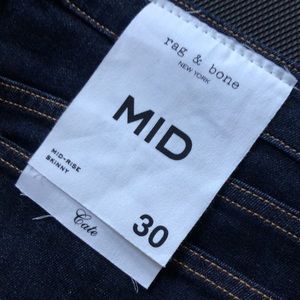 rag & bone
NEW YORK
MID
MID-RISE
SKINNY
30
Cate